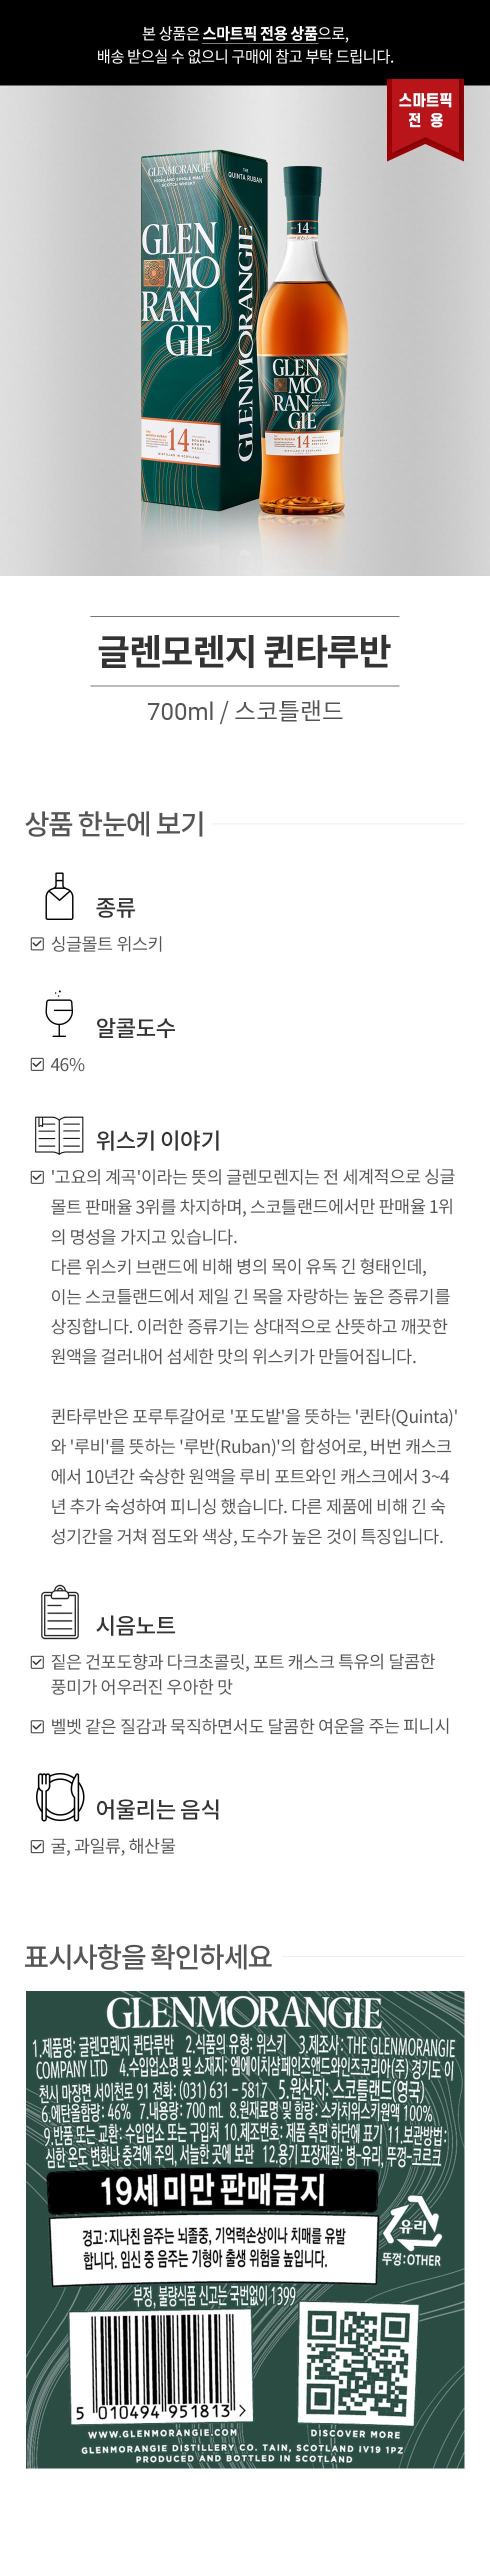 본 상품은 스마트픽 전용 상품으로,
배송 받으실 수 없으니 구매에 참고 부탁 드립니다.
스마트픽
전 용
GLENMORANGIE
HIGHLAND SINGLE MALT
SCOTCH WHISKY
THE
QUINTA RUBAN
GLEN
MO
RAN
GIE
GLENMORANGIE
14
14
GLEN
MO
RAN
GIE
14
글렌모렌지 퀸타루반
700ml / 스코틀랜드
상품 한눈에 보기
종류
싱글몰트 위스키
알콜도수
46%
위스키 이야기
'고요의 계곡'이라는 뜻의 글렌모렌지는 전 세계적으로 싱글
몰트 판매율 3위를 차지하며, 스코틀랜드에서만 판매율 1위
의 명성을 가지고 있습니다.
다른 위스키 브랜드에 비해 병의 목이 유독 긴 형태인데,
이는 스코틀랜드에서 제일 긴 목을 자랑하는 높은 증류기를
상징합니다. 이러한 증류기는 상대적으로 산뜻하고 깨끗한
원액을 걸러내어 섬세한 맛의 위스키가 만들어집니다.
퀸타루반은 포루투갈어로 '포도밭'을 뜻하는 '퀸타(Quinta)'
와 '루비'를 뜻하는 '루반(Ruban)'의 합성어로, 버번 캐스크
에서 10년간 숙상한 원액을 루비 포트와인 캐스크에서 3~4
년 추가 숙성하여 피니싱 했습니다. 다른 제품에 비해 긴 숙
성기간을 거쳐 점도와 색상, 도수가 높은 것이 특징입니다.
시음노트
짙은 건포도향과 다크초콜릿, 포트 캐스크 특유의 달콤한
풍미가 어우러진 우아한 맛
벨벳 같은 질감과 묵직하면서도 달콤한 여운을 주는 피니시
어울리는 음식
굴, 과일류, 해산물
표시사항을 확인하세요
GLENMORANGIE
1.제품명: 글렌모렌지 퀸타루반 2.식품의 유형: 위스키 3.제조사: THE GLENMORANGIE
COMPANY LTD 4.수입업소명 및 소재지: 엠에이치샴페인즈앤드와인즈코리아(주) 경기도 이
천시 마장면 서이천로 91 전화: (031) 631 - 5817 5.원산지: 스코틀랜드(영국)
6.에탄올함량: 46% 7.내용량: 700 mL 8.원재료명 및 함량: 스카치위스키원액 100%
9.반품 또는 교환: 수입업소 또는 구입처 10.제조번호: 제품 측면 하단에 표기 11.보관방법:
심한 온도 변화나 충격에 주의, 서늘한 곳에 보관 12.용기 포장재질: 병-유리, 뚜껑-코르크
19세 미만 판매금지
경고: 지나친 음주는 뇌졸중, 기억력손상이나 치매를 유발
합니다. 임신 중 음주는 기형아 출생 위험을 높입니다.
유리
뚜껑:OTHER
부정, 불량식품 신고는 국번없이 1399
5 010494 951813 >
WWW.GLENMORANGIE.COM
DISCOVER MORE
GLENMORANGIE DISTILLERY CO. TAIN, SCOTLAND IV19 1PZ
PRODUCED AND BOTTLED IN SCOTLAND